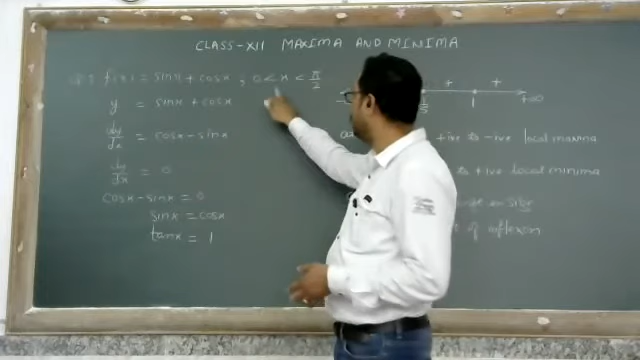 CLASS-XII MAXIMA AND MINIMA
f(x) = sinx + cosx ; 0 < x < π/2
y = sinx + cosx
dy/dx = cosx - sinx
dy/dx = 0
cosx - sinx = 0
sinx = cosx
tanx = 1
+ +
1 +∞
+ive to -ive local maxima
to +ive local minima
of inflexion